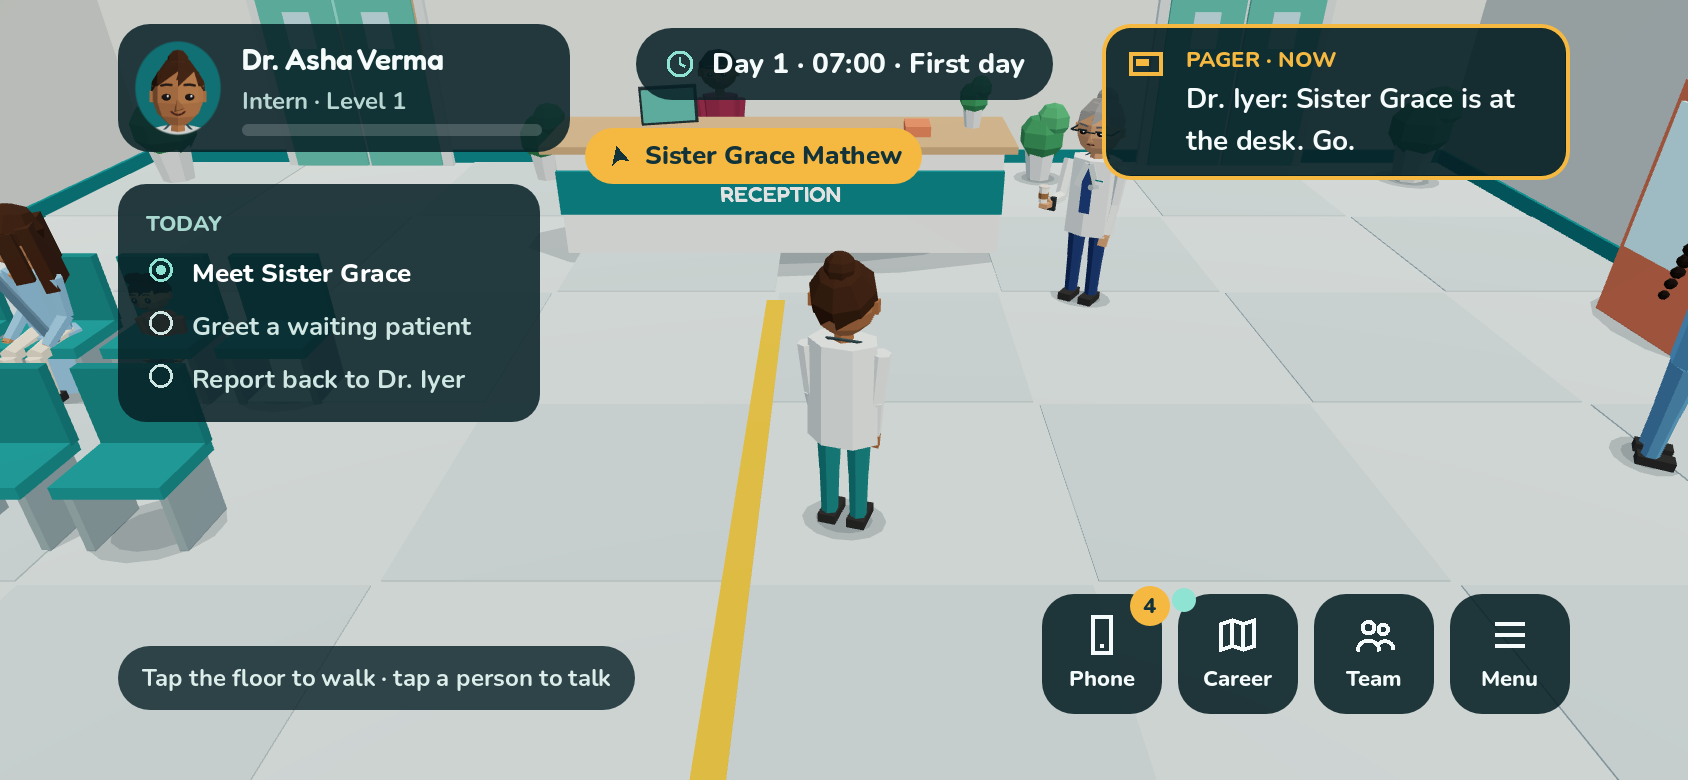 Dr. Asha Verma
Intern · Level 1
Day 1 · 07:00 · First day
PAGER · NOW
Dr. Iyer: Sister Grace is at
the desk. Go.
Sister Grace Mathew
RECEPTION
TODAY
Meet Sister Grace
Greet a waiting patient
Report back to Dr. Iyer
Tap the floor to walk · tap a person to talk
4
Phone
Career
Team
Menu